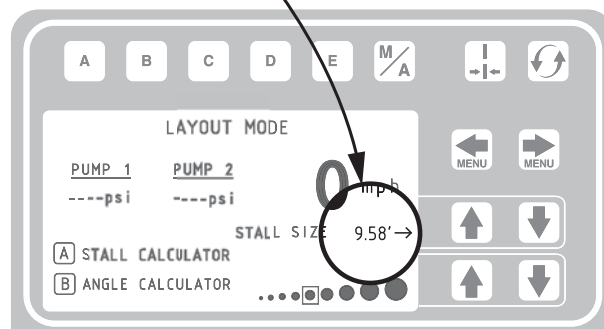 A B C D E M/A
LAYOUT MODE
MENU MENU
PUMP 1 PUMP 2 0 mph
----psi ----psi
STALL SIZE 9.58'→
A STALL CALCULATOR
B ANGLE CALCULATOR